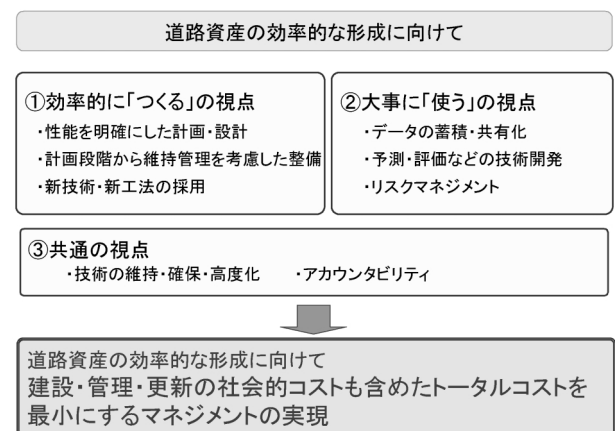 道路資産の効率的な形成に向けて
①効率的に「つくる」の視点
・性能を明確にした計画・設計
・計画段階から維持管理を考慮した整備
・新技術・新工法の採用
②大事に「使う」の視点
・データの蓄積・共有化
・予測・評価などの技術開発
・リスクマネジメント
③共通の視点
・技術の維持・確保・高度化　・アカウンタビリティ
道路資産の効率的な形成に向けて
建設・管理・更新の社会的コストも含めたトータルコストを
最小にするマネジメントの実現